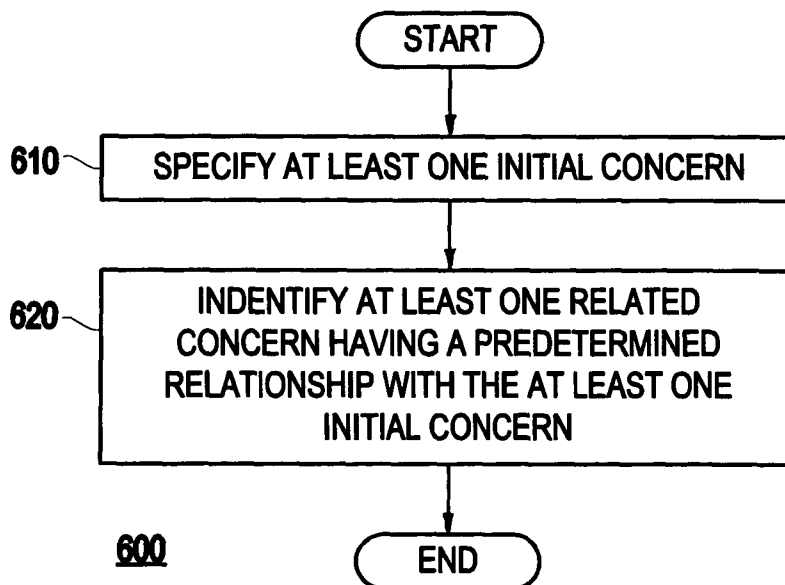 START
610
SPECIFY AT LEAST ONE INITIAL CONCERN
620
INDENTIFY AT LEAST ONE RELATED
CONCERN HAVING A PREDETERMINED
RELATIONSHIP WITH THE AT LEAST ONE
INITIAL CONCERN
600
END